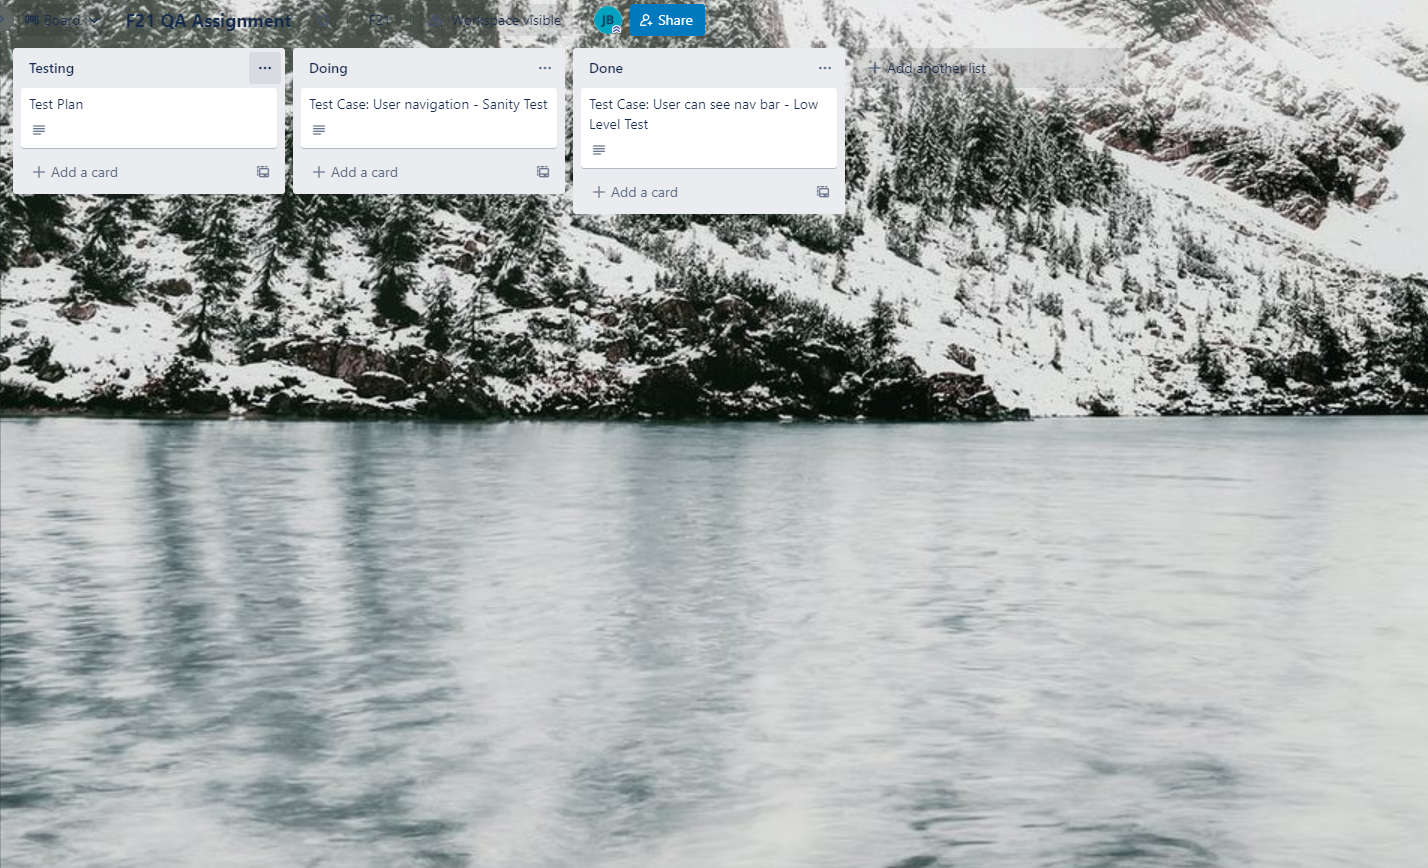 Board
F21 QA Assignment
F21
Workspace visible
JB
Share
Testing
Test Plan
Add a card
Doing
Test Case: User navigation - Sanity Test
Add a card
Done
Test Case: User can see nav bar - Low
Level Test
Add a card
Add another list